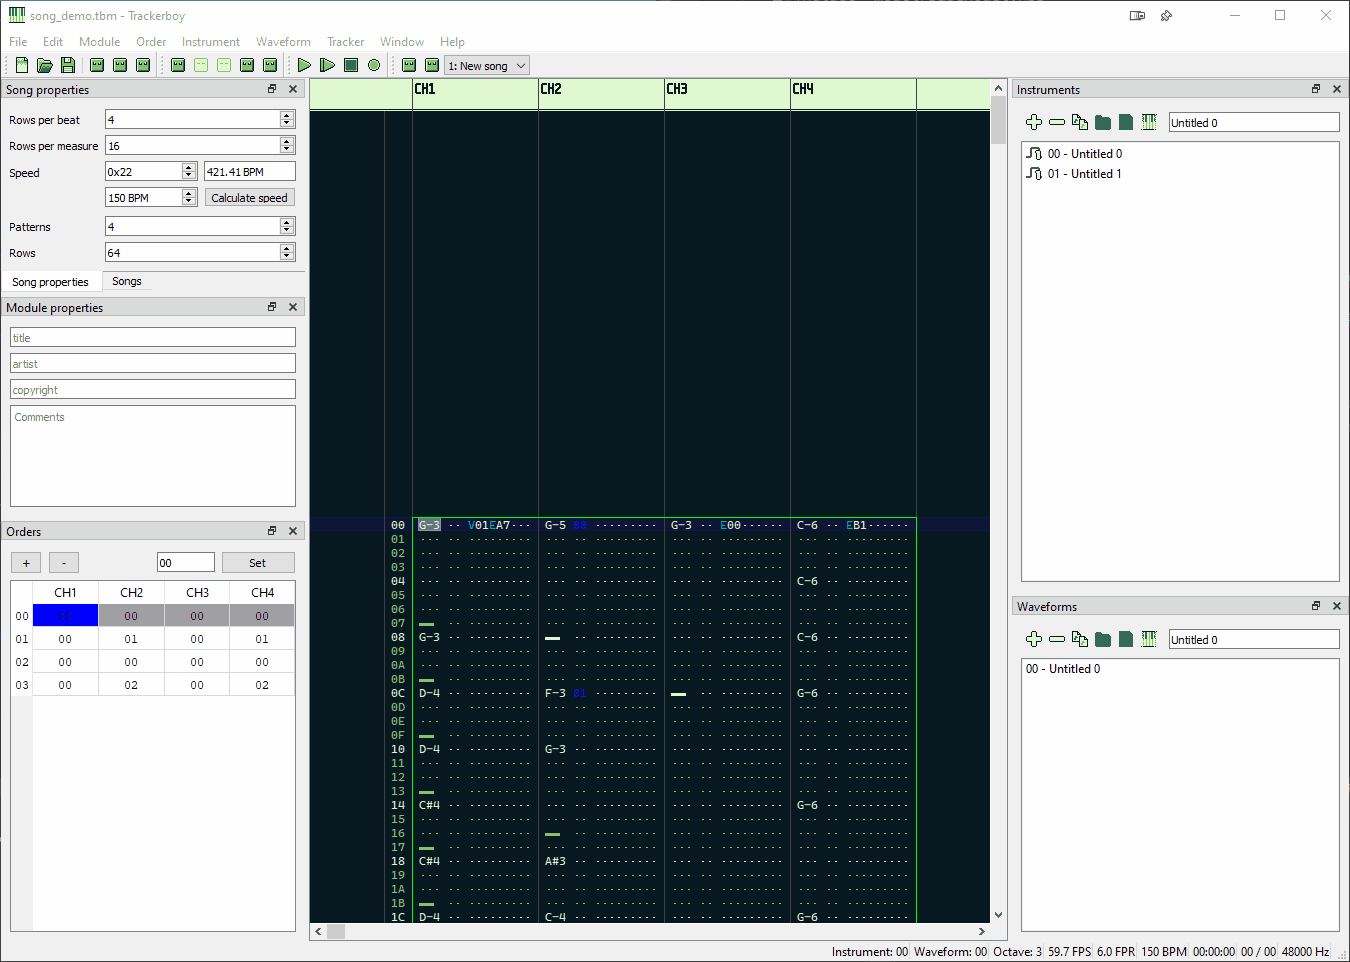 song_demo.tbm - Trackerboy
File Edit Module Order Instrument Waveform Tracker Window Help
1: New song
Song properties
Rows per beat 4
Rows per measure 16
Speed 0x22 421.41 BPM
150 BPM Calculate speed
Patterns 4
Rows 64
Song properties Songs
Module properties
title
artist
copyright
Comments
Orders
+ - 00 Set
CH1 CH2 CH3 CH4
00 00 00 00
01 00 01 00 01
02 00 00 00 00
03 00 02 00 02
CH1 CH2 CH3 CH4
00 G-3 ·· V01EA7··· G-5 00 ········· G-3 ·· E00······ C-6 ·· EB1······
01 ··· ·· ········· ··· ·· ········· ··· ·· ········· ··· ·· ·········
02 ··· ·· ········· ··· ·· ········· ··· ·· ········· ··· ·· ·········
03 ··· ·· ········· ··· ·· ········· ··· ·· ········· ··· ·· ·········
04 ··· ·· ········· ··· ·· ········· ··· ·· ········· C-6 ·· ·········
05 ··· ·· ········· ··· ·· ········· ··· ·· ········· ··· ·· ·········
06 ··· ·· ········· ··· ·· ········· ··· ·· ········· ··· ·· ·········
07 — ·· ········· ··· ·· ········· ··· ·· ········· ··· ·· ·········
08 G-3 ·· ········· — ·· ········· ··· ·· ········· C-6 ·· ·········
09 ··· ·· ········· ··· ·· ········· ··· ·· ········· ··· ·· ·········
0A ··· ·· ········· ··· ·· ········· ··· ·· ········· ··· ·· ·········
0B — ·· ········· ··· ·· ········· ··· ·· ········· ··· ·· ·········
0C D-4 ·· ········· F-3 01 ········· — ·· ········· G-6 ·· ·········
0D ··· ·· ········· ··· ·· ········· ··· ·· ········· ··· ·· ·········
0E ··· ·· ········· ··· ·· ········· ··· ·· ········· ··· ·· ·········
0F — ·· ········· ··· ·· ········· ··· ·· ········· ··· ·· ·········
10 D-4 ·· ········· G-3 ·· ········· ··· ·· ········· ··· ·· ·········
11 ··· ·· ········· ··· ·· ········· ··· ·· ········· ··· ·· ·········
12 ··· ·· ········· ··· ·· ········· ··· ·· ········· ··· ·· ·········
13 — ·· ········· ··· ·· ········· ··· ·· ········· ··· ·· ·········
14 C#4 ·· ········· ··· ·· ········· ··· ·· ········· G-6 ·· ·········
15 ··· ·· ········· ··· ·· ········· ··· ·· ········· ··· ·· ·········
16 ··· ·· ········· — ·· ········· ··· ·· ········· ··· ·· ·········
17 — ·· ········· ··· ·· ········· ··· ·· ········· ··· ·· ·········
18 C#4 ·· ········· A#3 ·· ········· ··· ·· ········· ··· ·· ·········
19 ··· ·· ········· ··· ·· ········· ··· ·· ········· ··· ·· ·········
1A ··· ·· ········· ··· ·· ········· ··· ·· ········· ··· ·· ·········
1B — ·· ········· ··· ·· ········· ··· ·· ········· ··· ·· ·········
1C D-4 ·· ········· C-4 ·· ········· ··· ·· ········· G-6 ·· ·········
Instruments
Untitled 0
00 - Untitled 0
01 - Untitled 1
Waveforms
Untitled 0
00 - Untitled 0
Instrument: 00 Waveform: 00 Octave: 3 59.7 FPS 6.0 FPR 150 BPM 00:00:00 00 / 00 48000 Hz